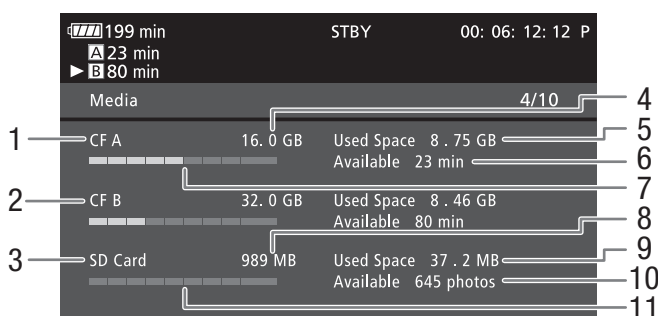 199 min STBY 00: 06: 12: 12 P
A 23 min
B 80 min
Media 4/10
4
1 CF A 16. 0 GB Used Space 8 . 75 GB 5
Available 23 min 6
7
2 CF B 32. 0 GB Used Space 8 . 46 GB
Available 80 min 8
3 SD Card 989 MB Used Space 37 . 2 MB 9
Available 645 photos 10
11